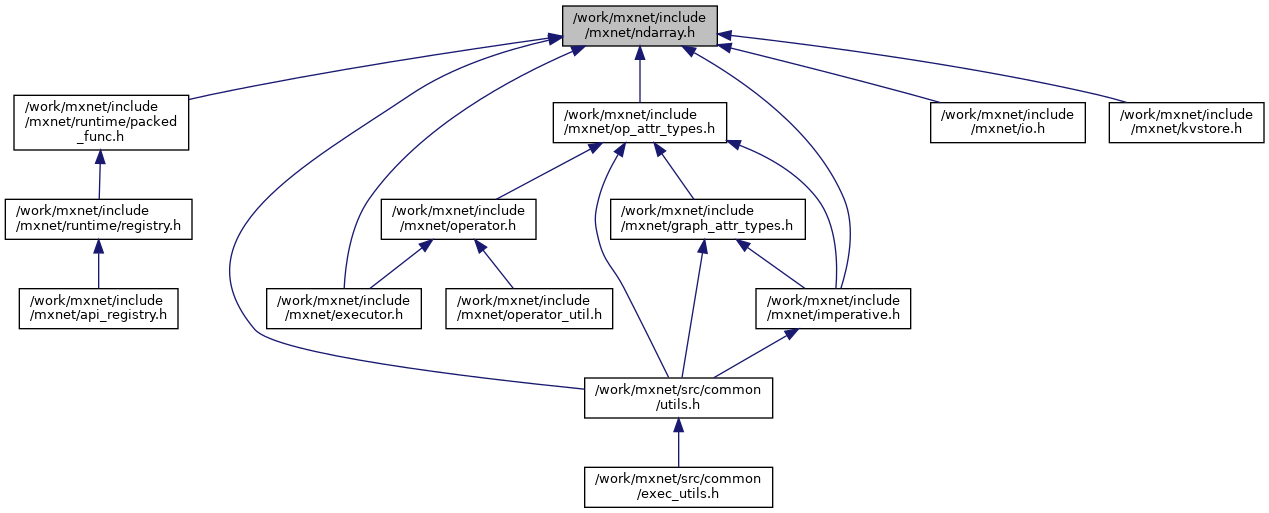 /work/mxnet/include
/mxnet/ndarray.h
/work/mxnet/include
/mxnet/runtime/packed
_func.h
/work/mxnet/include
/mxnet/op_attr_types.h
/work/mxnet/include
/mxnet/io.h
/work/mxnet/include
/mxnet/kvstore.h
/work/mxnet/include
/mxnet/runtime/registry.h
/work/mxnet/include
/mxnet/operator.h
/work/mxnet/include
/mxnet/graph_attr_types.h
/work/mxnet/include
/mxnet/api_registry.h
/work/mxnet/include
/mxnet/executor.h
/work/mxnet/include
/mxnet/operator_util.h
/work/mxnet/include
/mxnet/imperative.h
/work/mxnet/src/common
/utils.h
/work/mxnet/src/common
/exec_utils.h